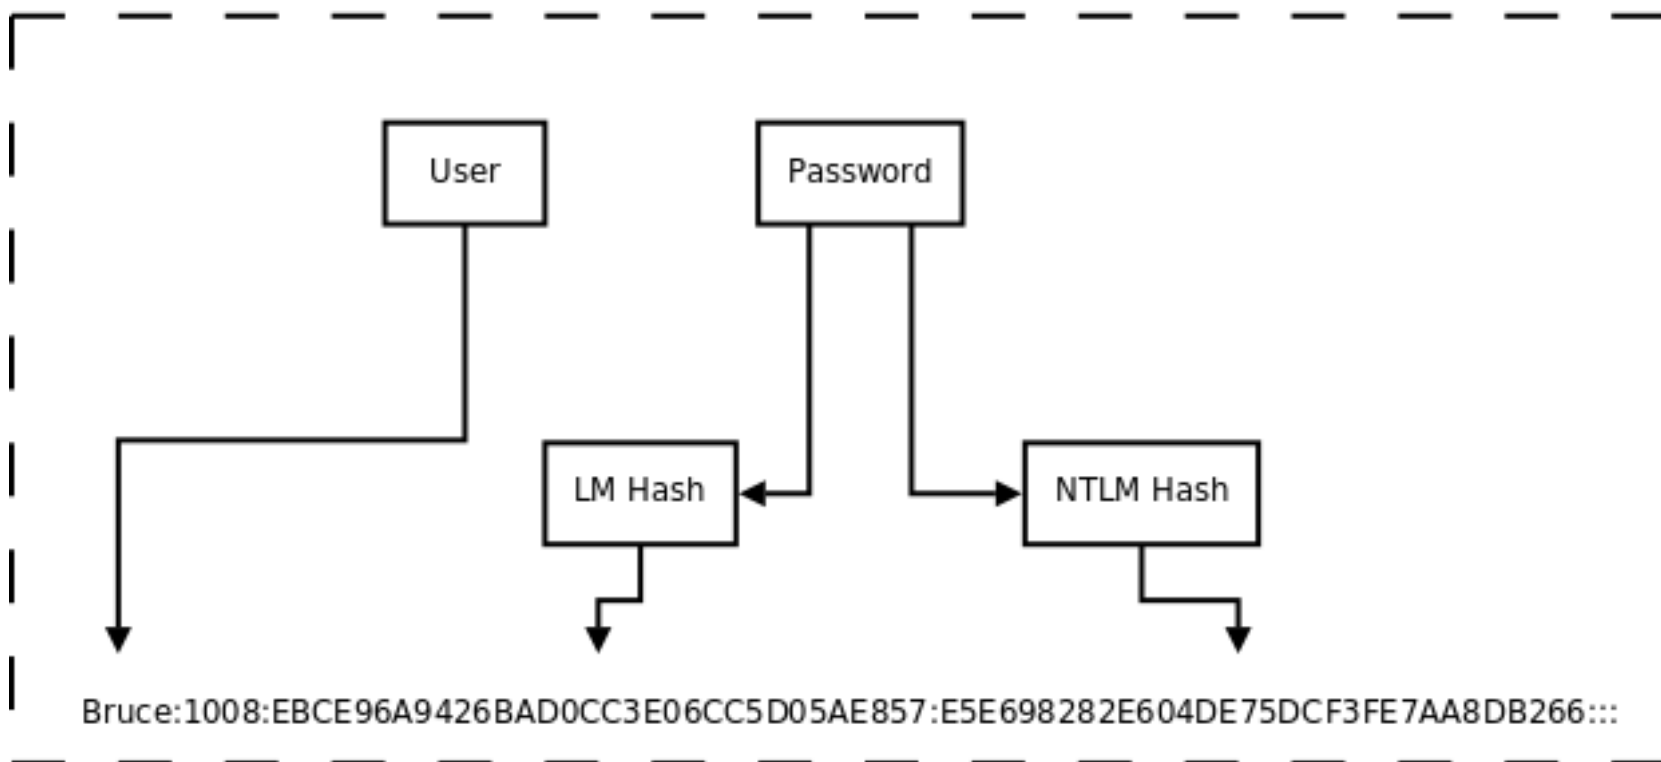 User
Password
LM Hash
NTLM Hash
Bruce:1008:EBCE96A9426BAD0CC3E06CC5D05AE857:E5E698282E604DE75DCF3FE7AA8DB266:::